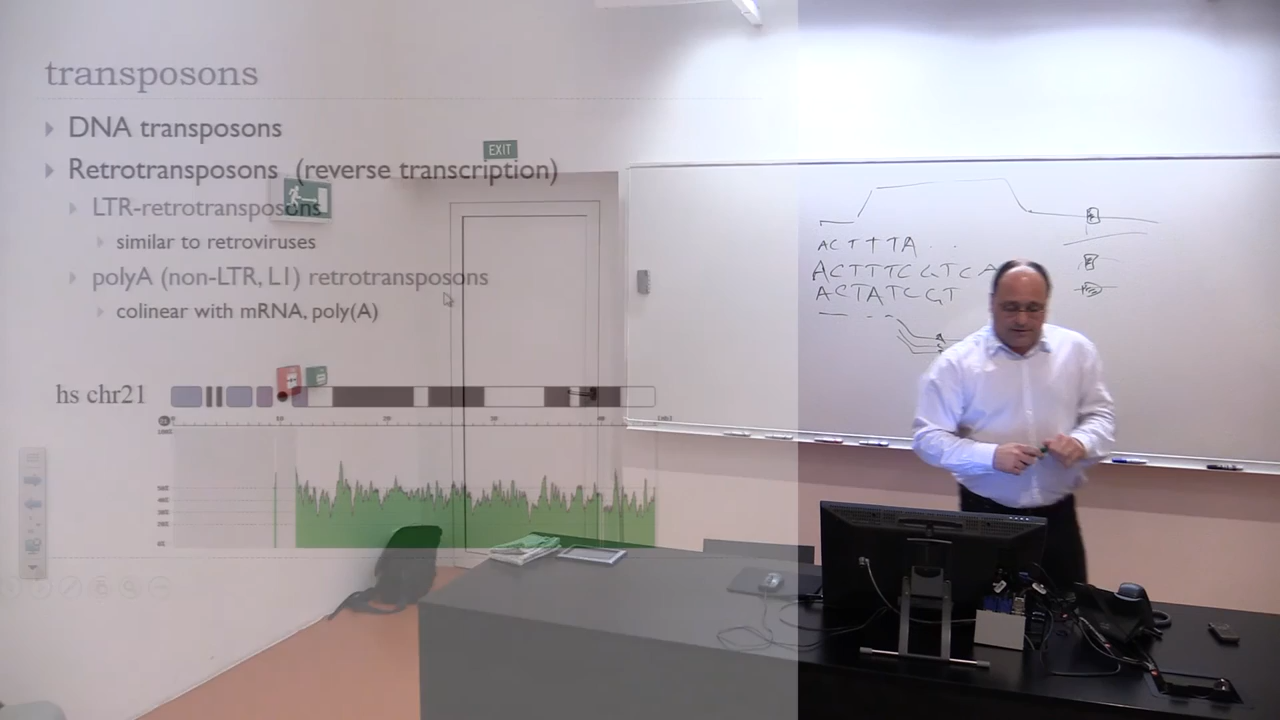 transposons
DNA transposons
Retrotransposons (reverse transcription)
LTR-retrotransposons
similar to retroviruses
polyA (non-LTR, L1) retrotransposons
colinear with mRNA, poly(A)
hs chr21
EXIT
ACTTTA . .
ACTTTCGTCA
ACTATCGT